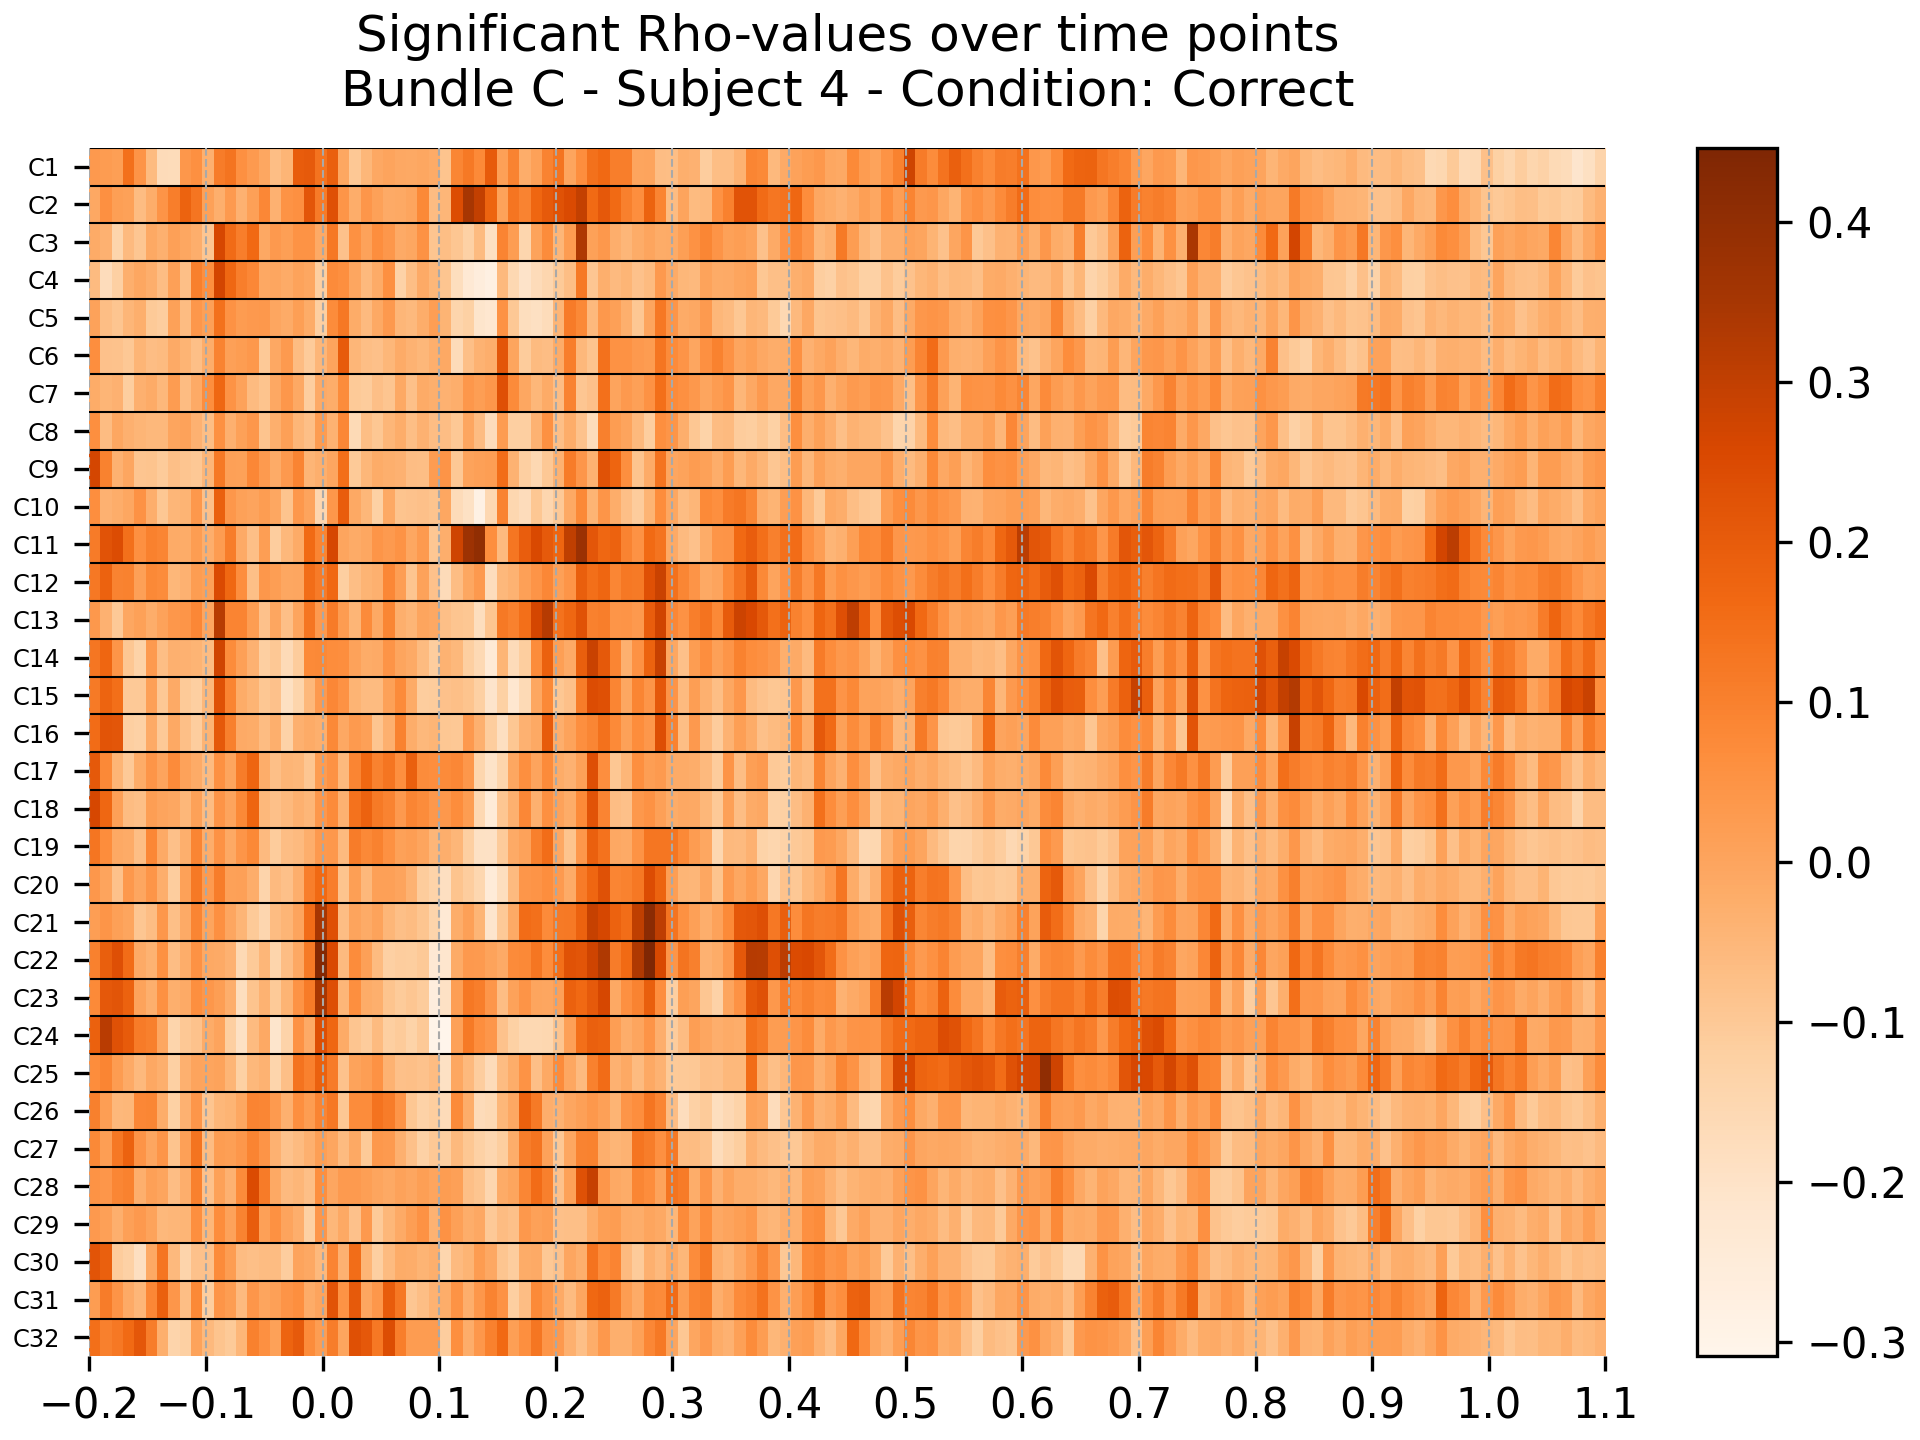 Significant Rho-values over time points
Bundle C - Subject 4 - Condition: Correct
C1
C2
C3
C4
C5
C6
C7
C8
C9
C10
C11
C12
C13
C14
C15
C16
C17
C18
C19
C20
C21
C22
C23
C24
C25
C26
C27
C28
C29
C30
C31
C32
−0.2 −0.1 0.0 0.1 0.2 0.3 0.4 0.5 0.6 0.7 0.8 0.9 1.0 1.1
0.4
0.3
0.2
0.1
0.0
−0.1
−0.2
−0.3